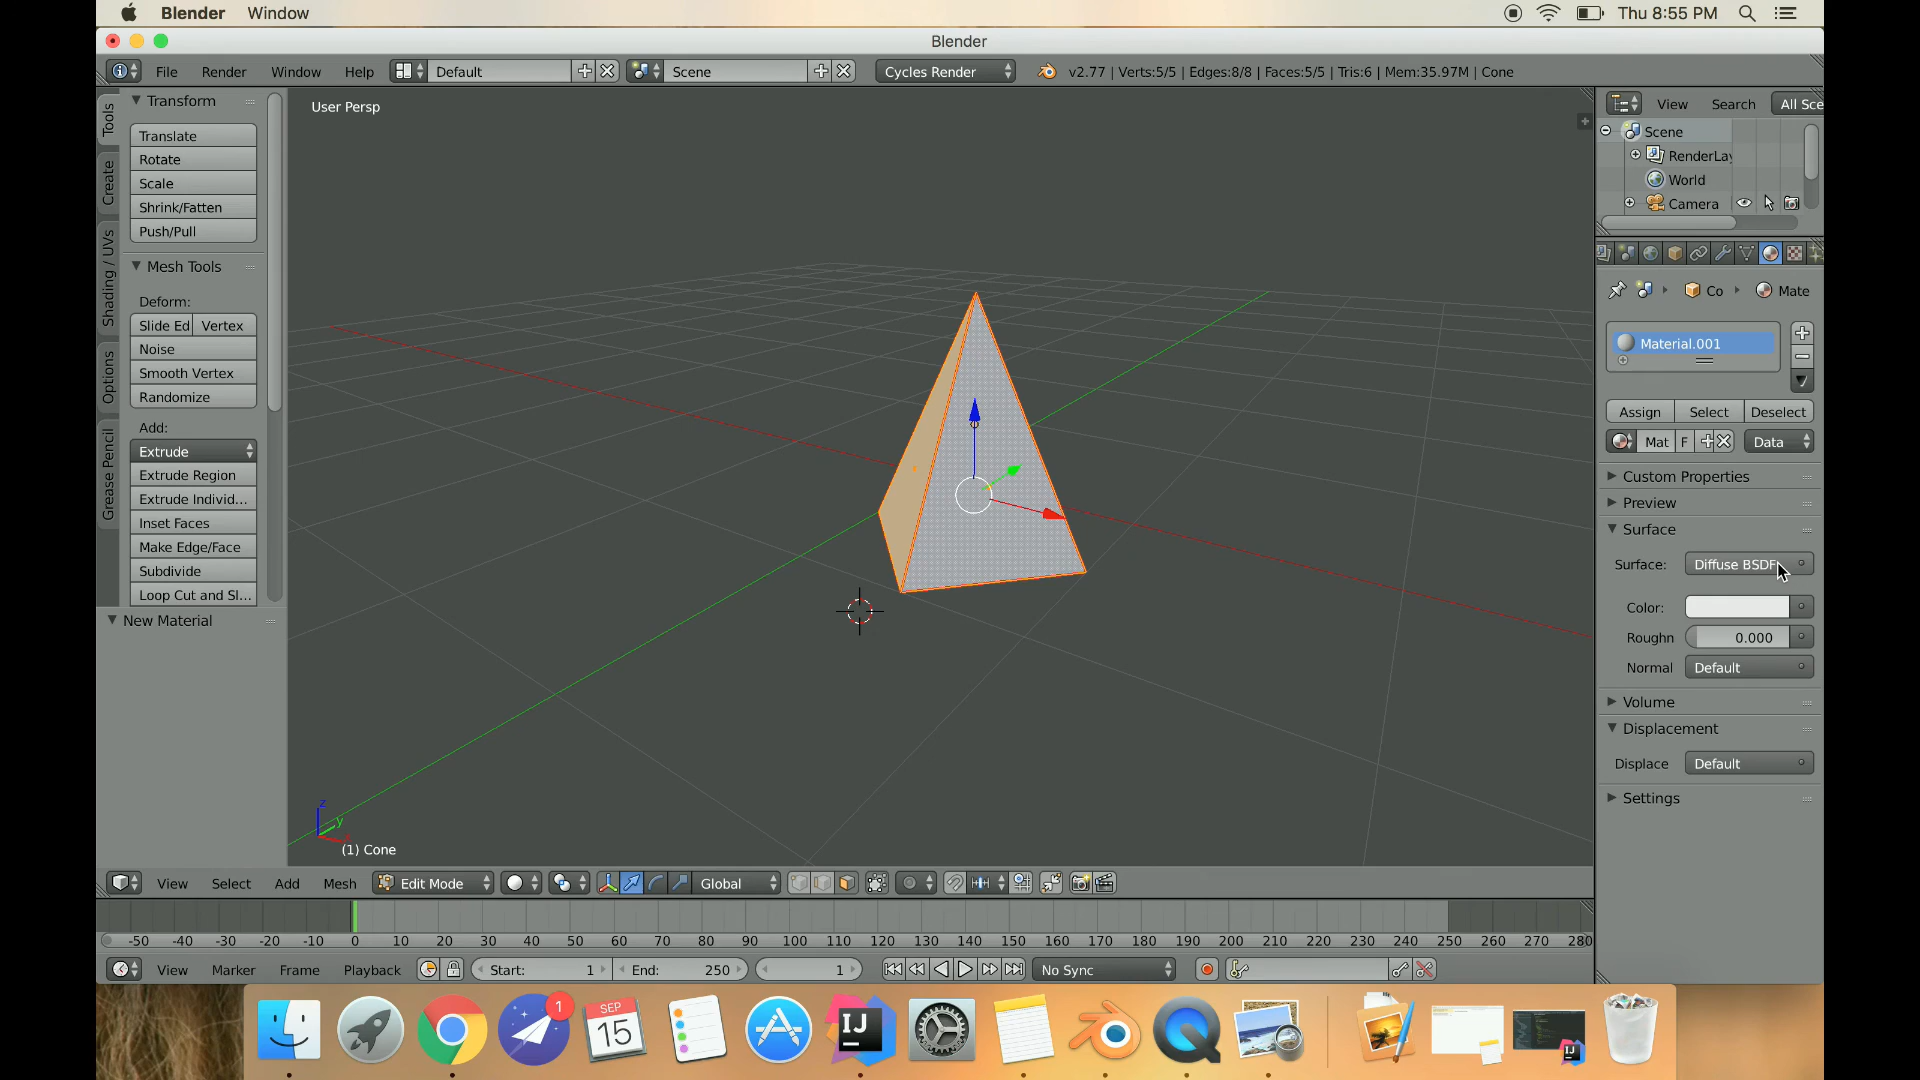 Blender Window Thu 8:55 PM
Blender
File Render Window Help Default Scene Cycles Render v2.77 | Verts:5/5 | Edges:8/8 | Faces:5/5 | Tris:6 | Mem:35.97M | Cone
Tools
Create
Shading / UVs
Options
Grease Pencil
Transform
Translate
Rotate
Scale
Shrink/Fatten
Push/Pull
Mesh Tools
Deform:
Slide Ed Vertex
Noise
Smooth Vertex
Randomize
Add:
Extrude
Extrude Region
Extrude Individ...
Inset Faces
Make Edge/Face
Subdivide
Loop Cut and Sl...
New Material
User Persp
z
y
(1) Cone
View Search All Sce
Scene
RenderLay
World
Camera
Co Mate
Material.001
Assign Select Deselect
Mat F Data
Custom Properties
Preview
Surface
Surface: Diffuse BSDF
Color:
Roughn 0.000
Normal Default
Volume
Displacement
Displace Default
Settings
View Select Add Mesh Edit Mode Global
-50 -40 -30 -20 -10 0 10 20 30 40 50 60 70 80 90 100 110 120 130 140 150 160 170 180 190 200 210 220 230 240 250 260 270 280
View Marker Frame Playback Start: 1 End: 250 1 No Sync
1
SEP
15
IJ
IJ